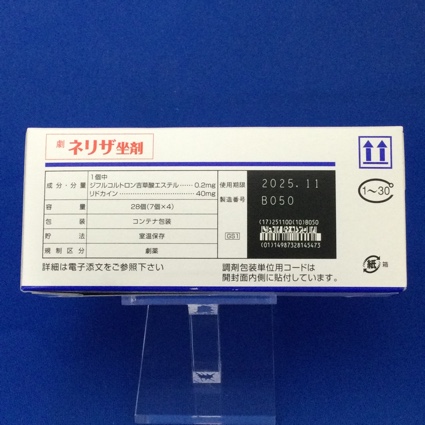 劇 ネリザ坐剤
成分・分量 1個中
ジフルコルトロン吉草酸エステル……0.2mg
リドカイン……………………………40mg
容量 28個(7個×4)
包装 コンテナ包装
貯法 室温保存
規制区分 劇薬
詳細は電子添文をご参照下さい
使用期限 2025.11
製造番号 B050
GS1
(17)251100(10)B050
(01)14987328145473
調剤包装単位用コードは
開封面内側に貼付しています。
1〜30°
紙 箱